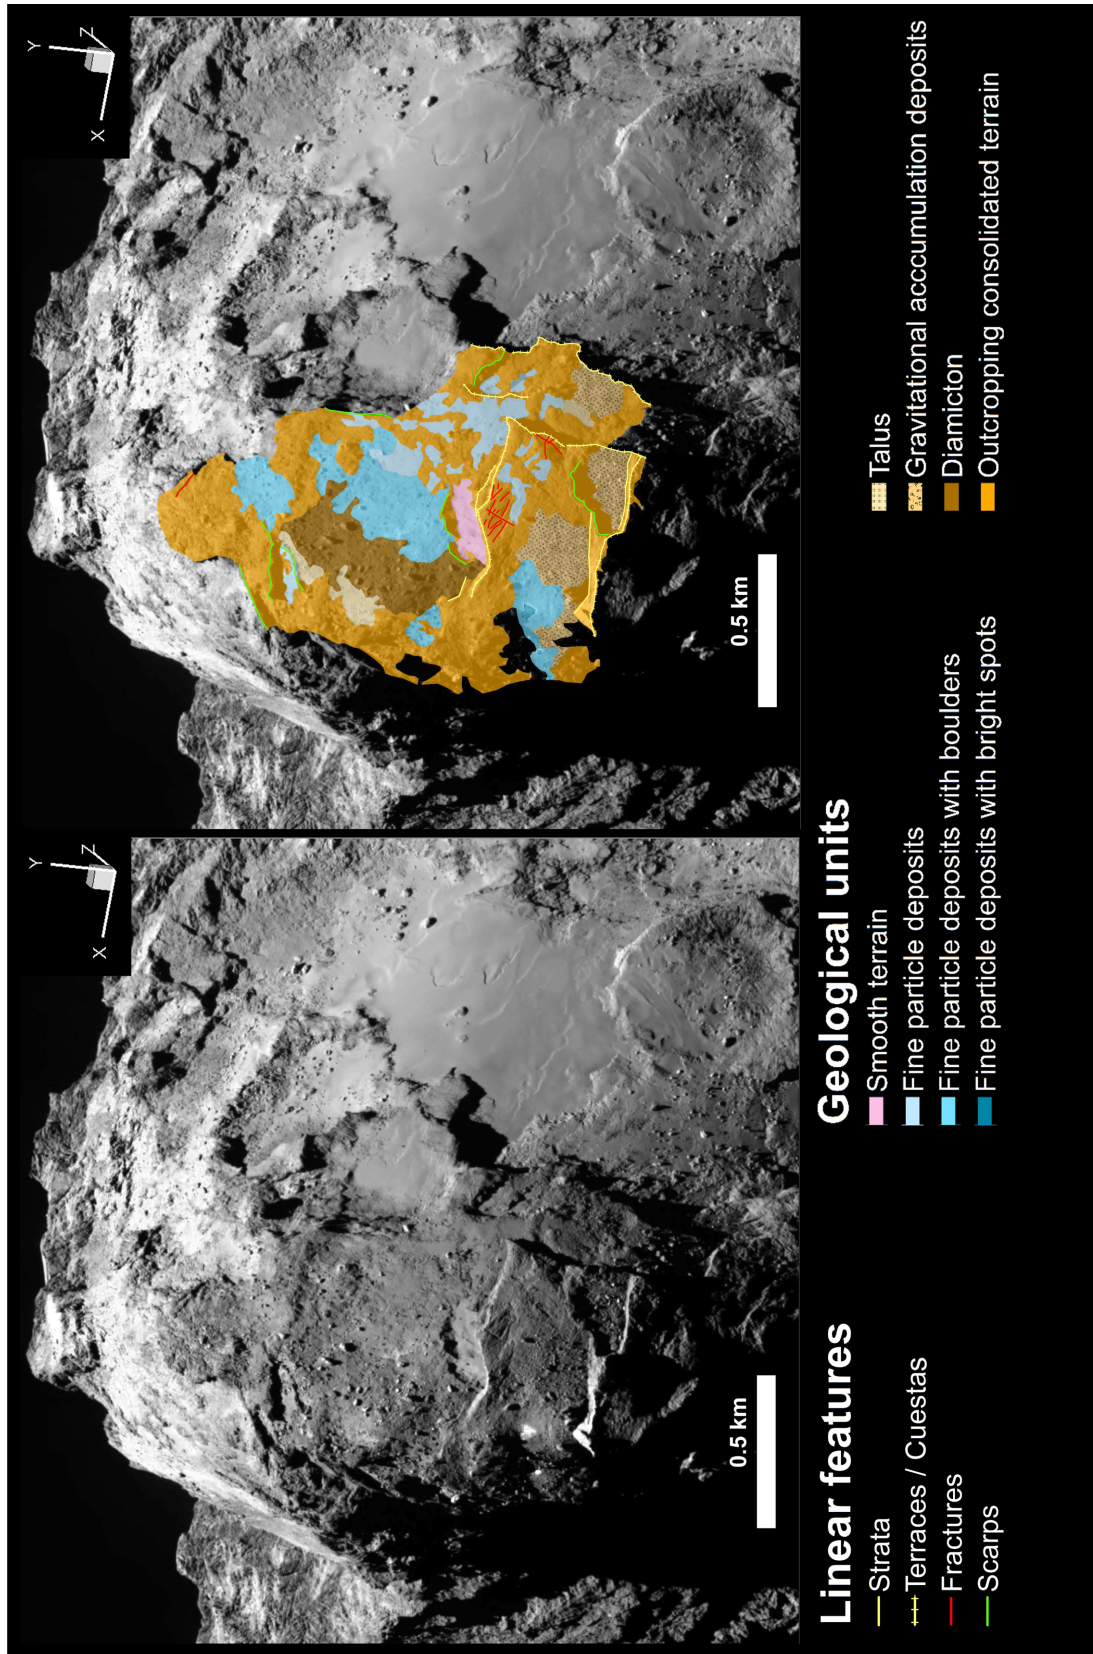 Y
Z
X
0.5 km
Y
Z
X
0.5 km
Linear features
Strata
Terraces / Cuestas
Fractures
Scarps
Geological units
Smooth terrain
Fine particle deposits
Fine particle deposits with boulders
Fine particle deposits with bright spots
Talus
Gravitational accumulation deposits
Diamicton
Outcropping consolidated terrain